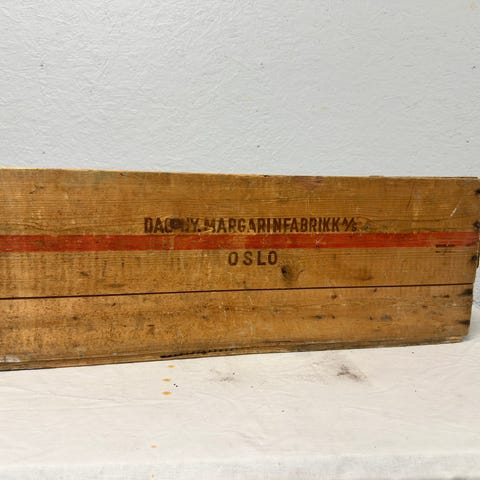 DAGNY MARGARINFABRIKK A/S
OSLO